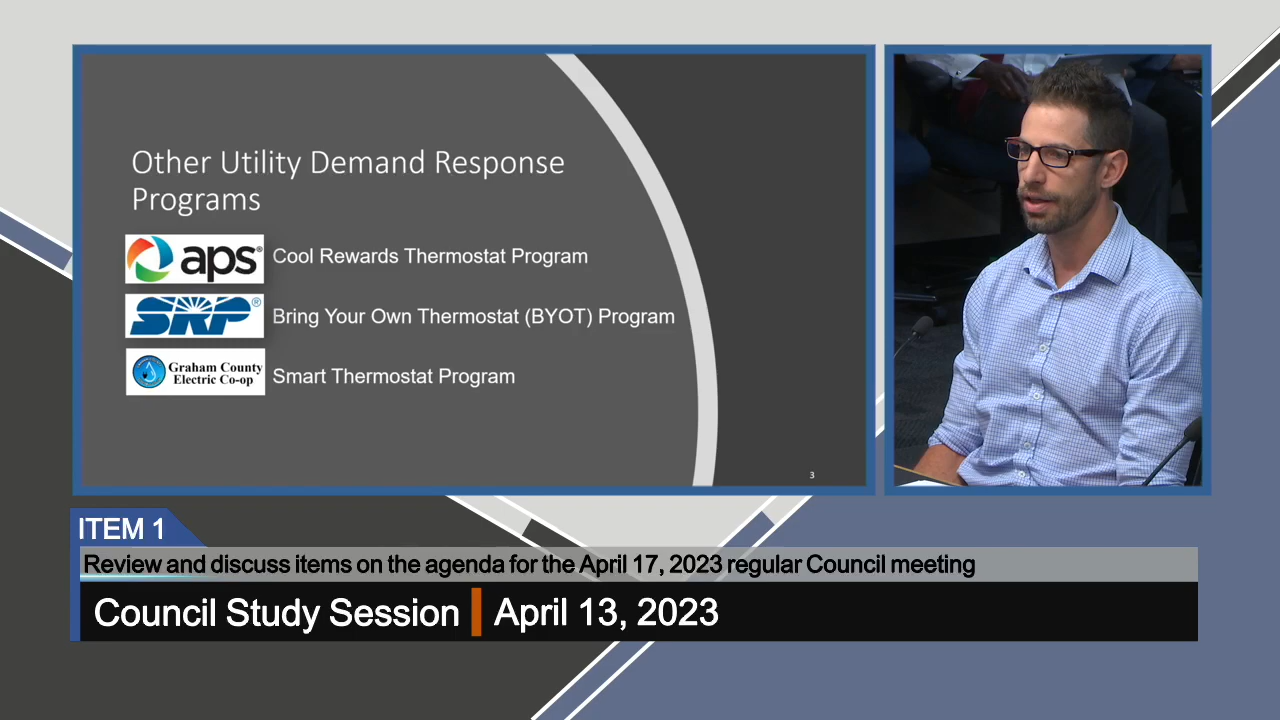 Other Utility Demand Response
Programs
aps® Cool Rewards Thermostat Program
SRP® Bring Your Own Thermostat (BYOT) Program
Graham County
Electric Co-op
Smart Thermostat Program
3
ITEM 1
Review and discuss items on the agenda for the April 17, 2023 regular Council meeting
Council Study Session April 13, 2023